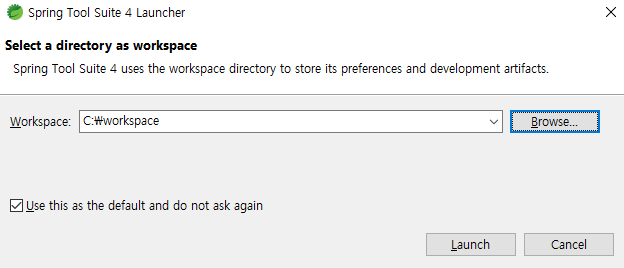 Spring Tool Suite 4 Launcher
Select a directory as workspace
Spring Tool Suite 4 uses the workspace directory to store its preferences and development artifacts.
Workspace: C:₩workspace Browse...
Use this as the default and do not ask again
Launch Cancel